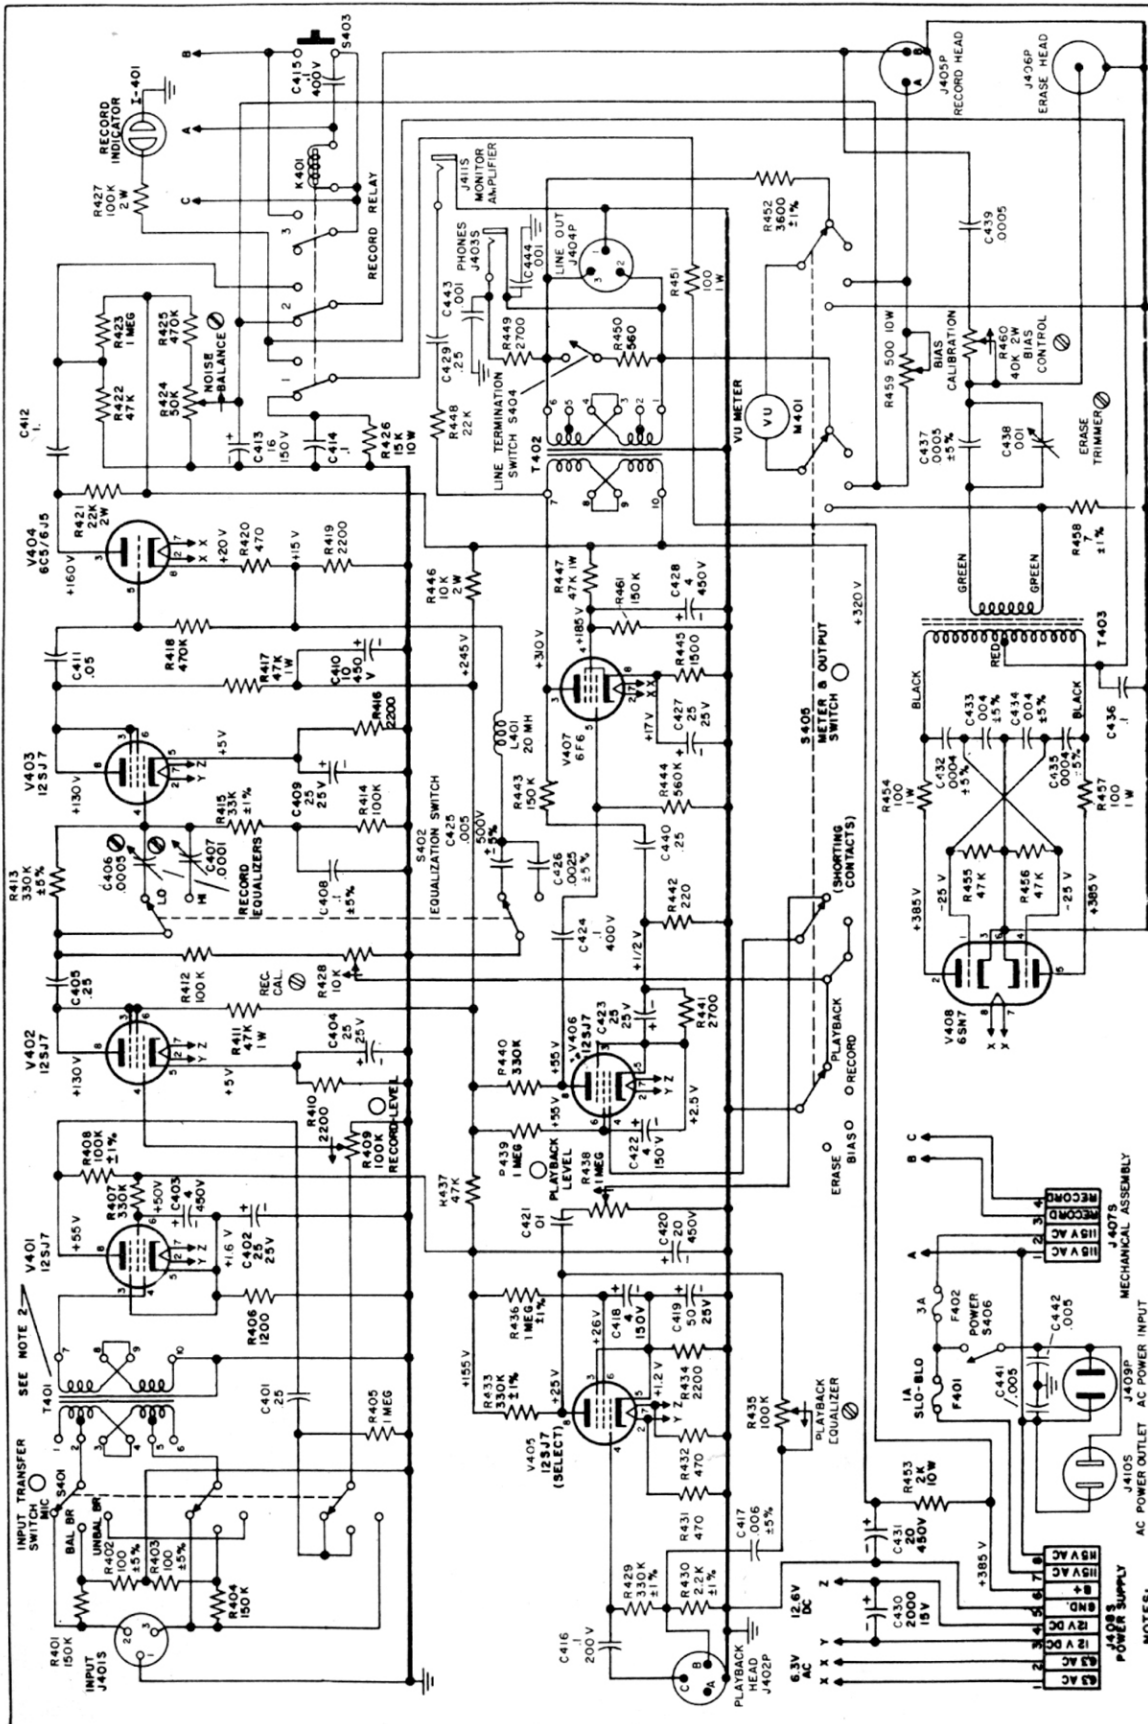 INPUT TRANSFER
SWITCH
MIC
S401
BAL BR
UNBAL BR
R401
150K
R402
100
±5%
R403
100
±5%
R404
150K
INPUT
J401S
SEE NOTE 2
T401
C401
.25
R405
1 MEG
R406
1200
V401
12SJ7
+55V
R408
100K
±1%
R407
330K
+50V
C403
4
450V
+1.6 V
C402
25
25V
R409
100K
RECORD LEVEL
R410
2200
V402
12SJ7
+130V
+5V
C404
25
25V
R411
47K
1W
C405
.25
R412
100K
REC.
CAL.
R428
10K
R413
330K
±5%
C406
.0005
LO
HI
C407
.0001
RECORD
EQUALIZERS
C408
.1
±5%
R414
100K
R415
33K
±1%
V403
12SJ7
+130V
+5V
C409
25
25V
R416
2200
R417
47K
1W
C410
10
450
V
C411
.05
R418
470K
V404
6C5/6J5
+160V
+20V
R420
470
+15V
R419
2200
R421
22K
2W
C412
1.
R422
47K
R423
1 MEG
R424
50K
R425
470K
NOISE
BALANCE
C413
16
150 V
C414
.1
R426
15K
10W
R427
100K
2W
RECORD
INDICATOR
I-401
A
B
C
C415
.1
400V
S403
K401
RECORD RELAY
1
2
3
S402
EQUALIZATION SWITCH
C425
.005
500V
±5%
C426
.0025
±5%
L401
20 MH
R446
10K
2W
+245V
J411S
MONITOR
AMPLIFIER
PHONES
J403S
C443
.001
C444
.001
LINE OUT
J404P
C429
.25
R448
22K
R449
2700
R450
560
LINE TERMINATION
SWITCH S404
T402
R451
100
1W
R452
3600
±1%
VU METER
VU
M401
V407
6F6
+310V
+185V
+17V
R447
47K 1W
R461
150K
C428
4
450V
R445
1500
C427
25
25V
R444
560K
R443
150K
C440
.25
R442
220
C424
.1
400V
+1/2 V
C423
25
25V
R441
2700
V406
12SJ7
+55V
+55V
+2.5V
R440
330K
R439
1 MEG
C422
4
150V
PLAYBACK
LEVEL
R438
1 MEG
R437
47K
C421
.01
C420
20
450V
R436
1 MEG
±1%
+155V
R433
330K
±1%
+26V
+25V
C418
4
150V
C419
50
25V
+1.2V
R434
2200
V405
12SJ7
(SELECT)
R432
470
R431
470
R435
100K
PLAYBACK
EQUALIZER
C417
.006
±5%
R429
330K
±1%
R430
2.2K
±1%
C416
.1
200V
PLAYBACK
HEAD
J402P
S405
METER & OUTPUT
SWITCH
(SHORTING
CONTACTS)
PLAYBACK
RECORD
BIAS
ERASE
+320V
J405P
RECORD HEAD
J406P
ERASE HEAD
C439
.0005
R459 500 10W
BIAS
CALIBRATION
R460
40K 2W
BIAS
CONTROL
C437
.0005
±5%
C438
.001
ERASE
TRIMMER
R458
7
±1%
GREEN
GREEN
RED
BLACK
BLACK
T403
C436
.1
R454
100
1W
C432
.0004
±5%
C433
.004
±5%
C434
.004
±5%
C435
.0004
±5%
R457
100
1W
R455
47K
R456
47K
+385V
-25 V
-25 V
+385V
V408
6SN7
6.3V
AC
12.6V
DC
X
X
Y
Z
C430
2000
15V
C431
20
450V
R453
2K
10W
+385V
6.3 AC
6.3 AC
12 V DC
12 V DC
GND.
B+
115V AC
115V AC
J408S
POWER SUPPLY
1A
SLO-BLO
F401
3A
F402
POWER
S406
C441
.005
C442
.005
J410S
AC POWER OUTLET
J409P
AC POWER INPUT
115V AC
115V AC
RECORD
RECORD
J407S
MECHANICAL ASSEMBLY
NOTES: